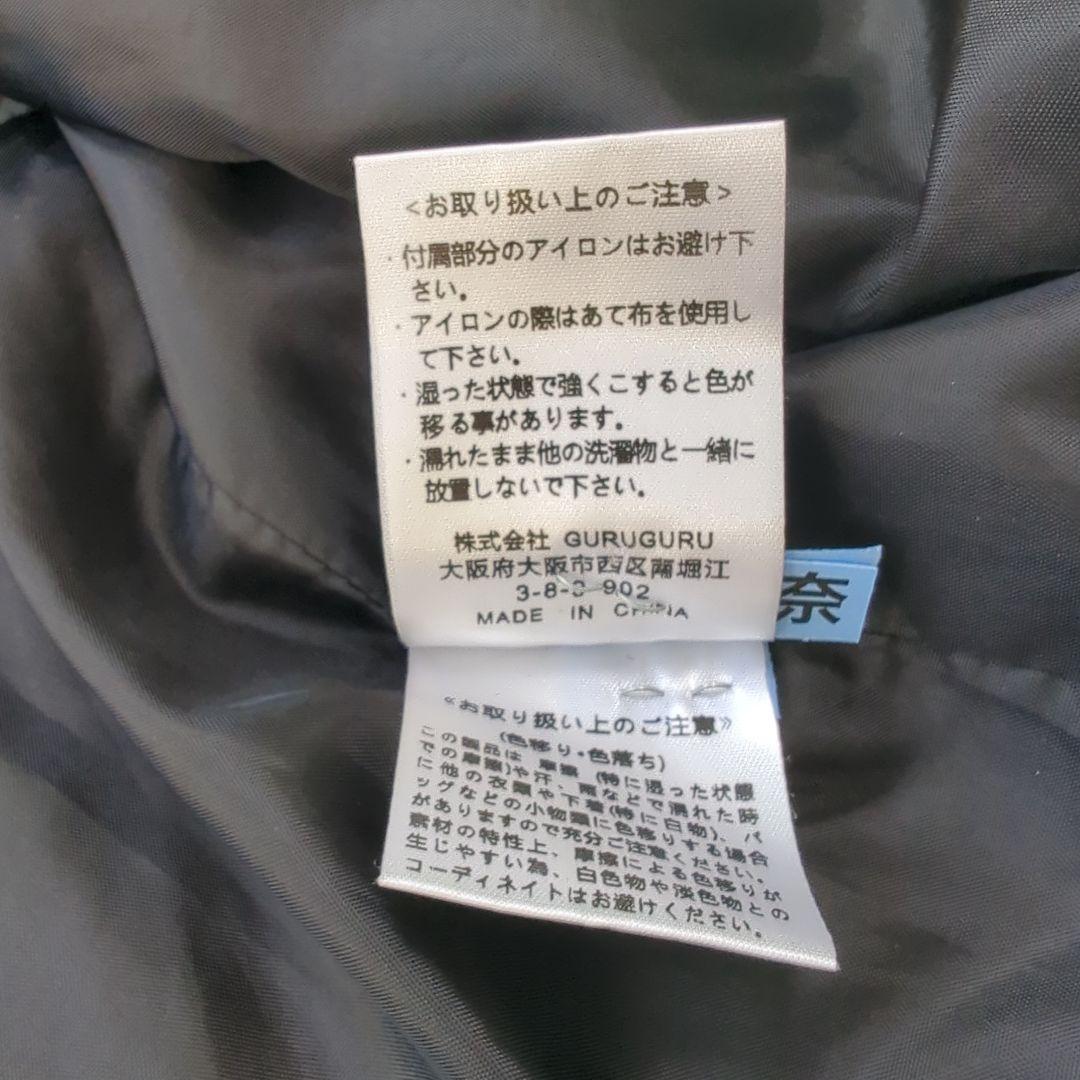 <お取り扱い上のご注意>
・付属部分のアイロンはお避け下
さい。
・アイロンの際はあて布を使用し
て下さい。
・湿った状態で強くこすると色が
移る事があります。
・濡れたまま他の洗濯物と一緒に
放置しないで下さい。
株式会社 GURUGURU
大阪府大阪市西区南堀江
3-8-3-902
MADE IN CHINA
奈
≪お取り扱い上のご注意≫
(色移り・色落ち)
この製品は、摩擦 (特に湿った状態
での摩擦)や汗、雨などで濡れた時
に他の衣類や下着(特に白物)、バ
ッグなどの小物類に色移りする場合
がありますので充分ご注意ください。
素材の特性上、摩擦による色移りが
生じやすい為、白色物や淡色物との
コーディネイトはお避けください。